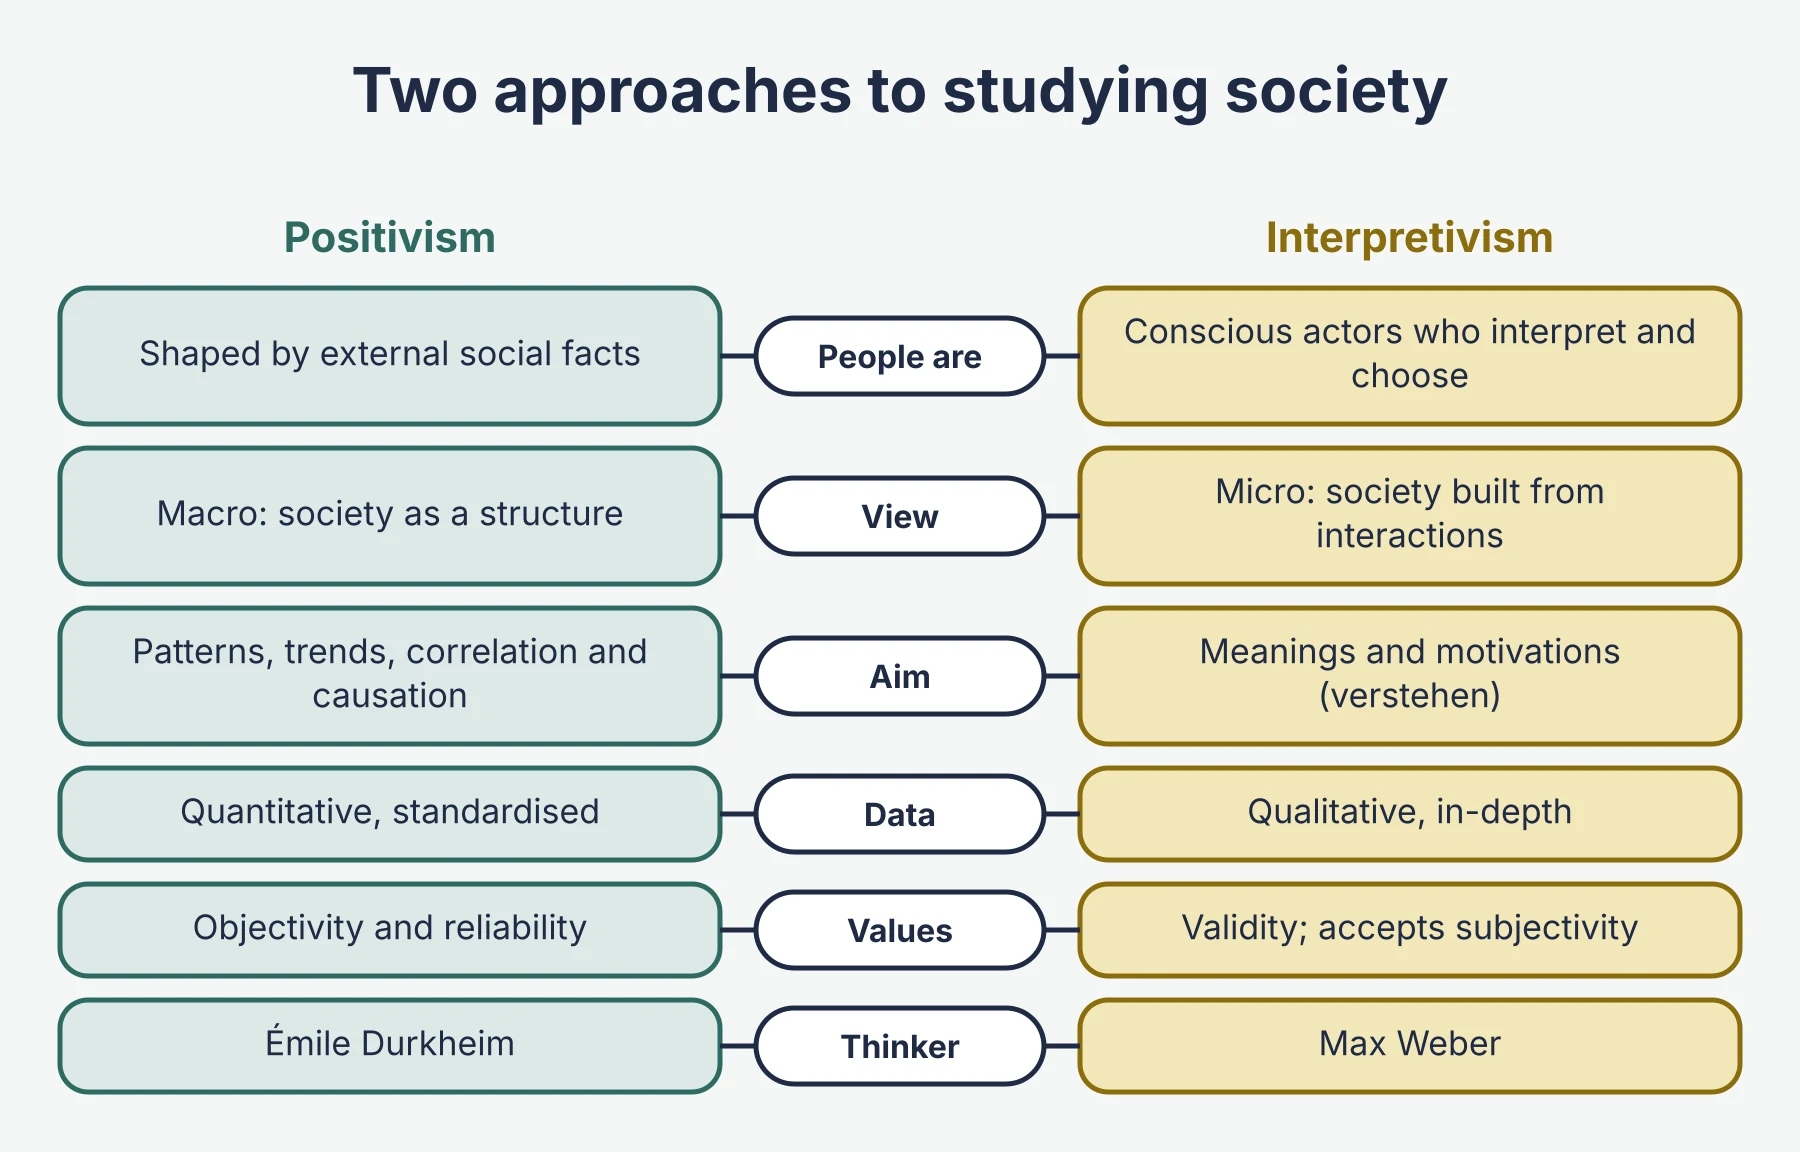 Two approaches to studying society
Positivism
Interpretivism
Shaped by external social facts
People are
Conscious actors who interpret and
choose
Macro: society as a structure
View
Micro: society built from
interactions
Patterns, trends, correlation and
causation
Aim
Meanings and motivations
(verstehen)
Quantitative, standardised
Data
Qualitative, in-depth
Objectivity and reliability
Values
Validity; accepts subjectivity
Émile Durkheim
Thinker
Max Weber